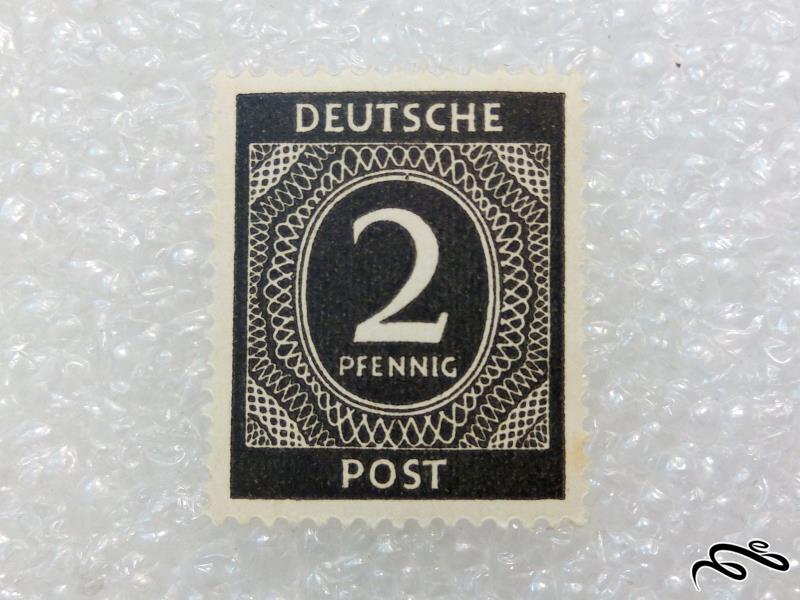 DEUTSCHE
2
PFENNIG
POST